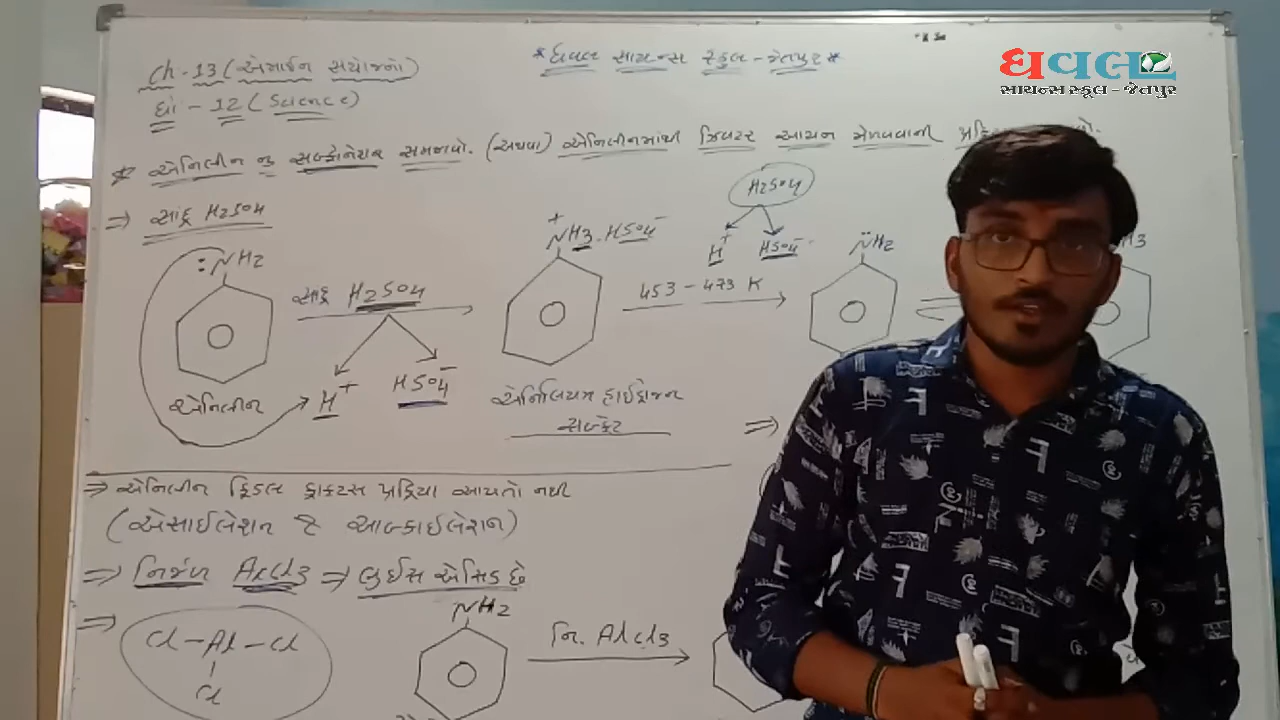 ધવલ
સાયન્સ સ્કૂલ - જેતપુર
Ch-13 (એમાઈન સંયોજનો)
* ધવલ સાયન્સ સ્કુલ - જેતપુર *
ધો - 12 (Science)
* એનિલીન નુ સલ્ફોનેશન સમજાવો. (અથવા) એનિલીનમાંથી ઝ્વિટર આયન મેળવવાની
⇒ સાંદ્ર H2SO4
H2SO4
H+ HSO4-
:NH2
સાંદ્ર H2SO4
H+ HSO4-
એનિલીન
+NH3.HSO4-
453 - 473 K
એનિલિયમ હાઈડ્રોજન
સલ્ફેટ
N̈H2
H3
⇒
⇒ એનિલીન ફ્રિડલ ક્રાફ્ટસ પ્રક્રિયા આપતો નથી
(એસાઈલેશન ને આલ્કાઈલેશન)
⇒ નિર્જળ AlCl3 ⇒ લુઈસ એસિડ છે
⇒ Cl - Al - Cl
Cl
NH2
નિ. AlCl3